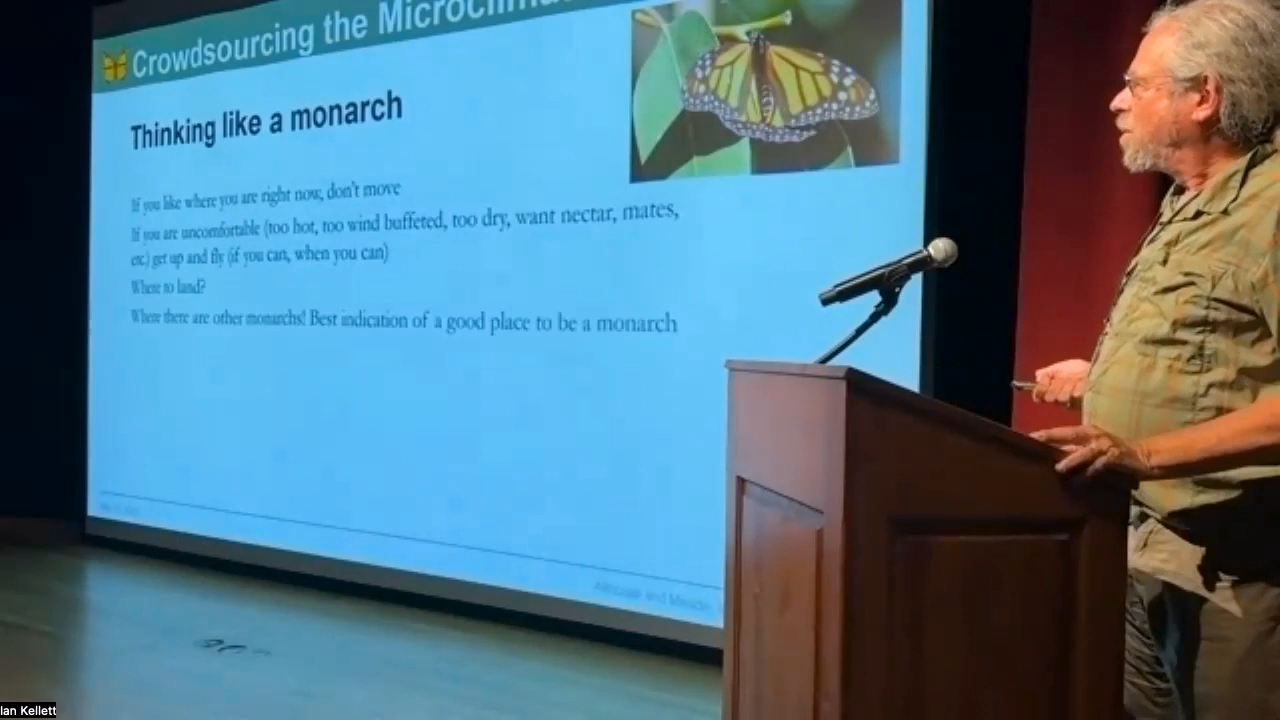 Crowdsourcing the
Thinking like a monarch
If you like where you are right now, don't move
If you are uncomfortable (too hot, too wind buffeted, too dry, want nectar, mates,
etc.) get up and fly (if you can, when you can)
Where to land?
Where there are other monarchs! Best indication of a good place to be a monarch
Ian Kellett